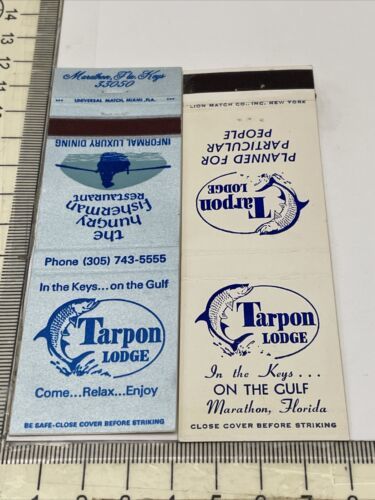 Marathon, Fla. Keys
33050
UNIVERSAL MATCH, MIAMI ,FLA.
INFORMAL LUXURY DINING
the
hungry
fisherman
restaurant
Phone (305) 743-5555
In the Keys...on the Gulf
Tarpon
LODGE
Come...Relax...Enjoy
BE SAFE-CLOSE COVER BEFORE STRIKING
LION MATCH CO., INC. NEW YORK
PLANNED FOR
PARTICULAR
PEOPLE
Tarpon
LODGE
Tarpon
LODGE
In the Keys . . .
ON THE GULF
Marathon, Florida
CLOSE COVER BEFORE STRIKING
14
13